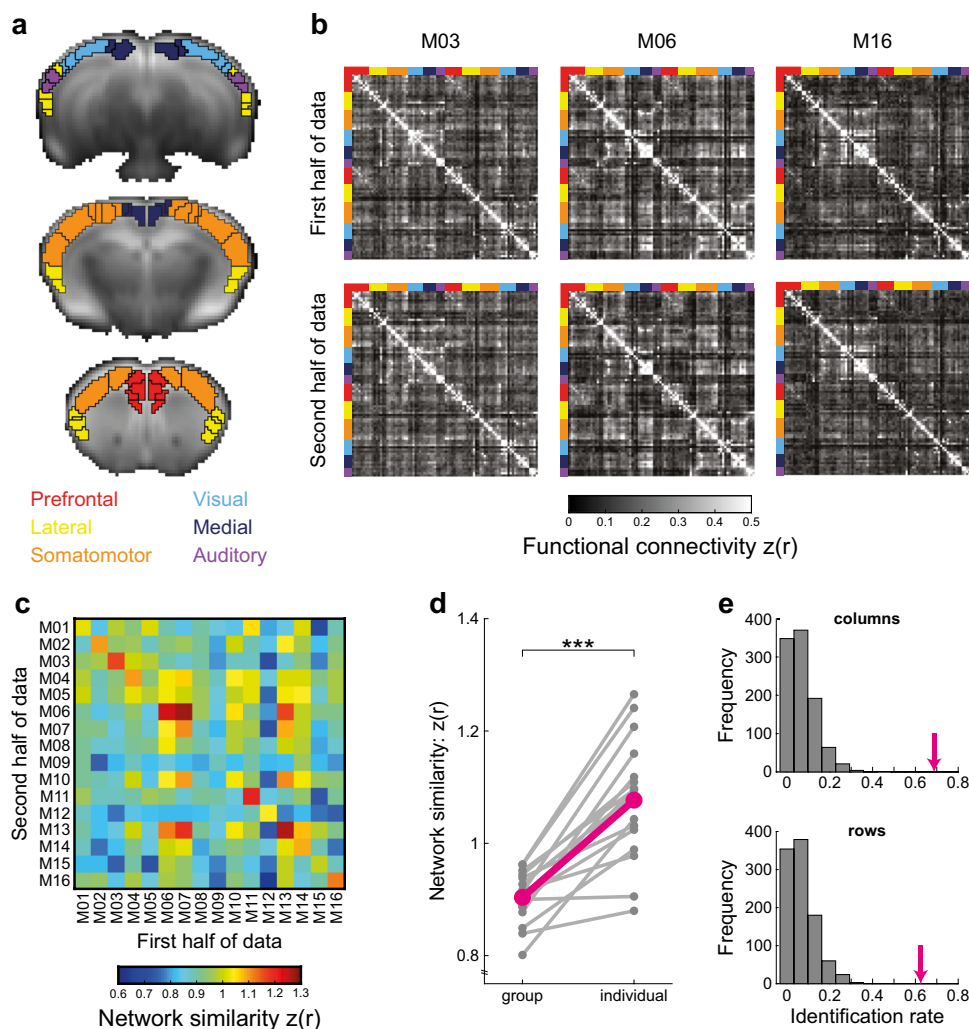 a
Prefrontal
Lateral
Somatomotor
Visual
Medial
Auditory
b
M03 M06 M16
First half of data
Second half of data
0 0.1 0.2 0.3 0.4 0.5
Functional connectivity z(r)
c
Second half of data
M01
M02
M03
M04
M05
M06
M07
M08
M09
M10
M11
M12
M13
M14
M15
M16
M01 M02 M03 M04 M05 M06 M07 M08 M09 M10 M11 M12 M13 M14 M15 M16
First half of data
0.6 0.7 0.8 0.9 1.0 1.1 1.2 1.3
Network similarity z(r)
d
Network similarity: z(r)
1.4
1.2
1
0.8
***
group individual
e
columns
Frequency
400
300
200
100
0
0 0.2 0.4 0.6 0.8
rows
Frequency
400
300
200
100
0
0 0.2 0.4 0.6 0.8
Identification rate